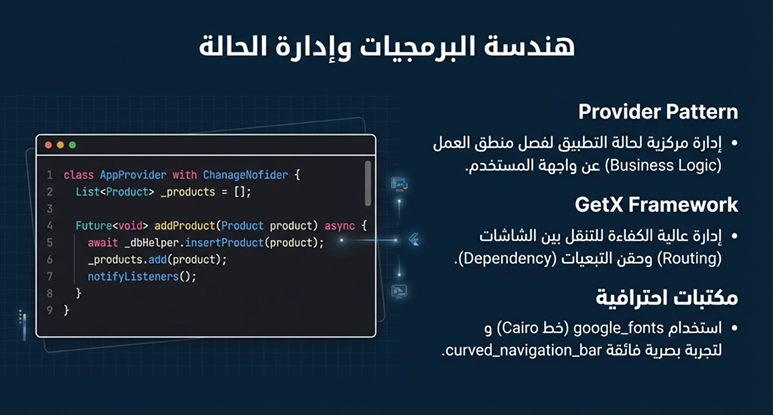 هندسة البرمجيات وإدارة الحالة
1 class AppProvider with ChanageNofider {
2 List<Product> _products = [];
3
4 Future<void> addProduct(Product product) async {
5 await _dbHelper.insertProduct(product);
6 _products.add(product);
7 notifyListeners();
8 }
9 }
Provider Pattern
• إدارة مركزية لحالة التطبيق لفصل منطق العمل
(Business Logic) عن واجهة المستخدم.
GetX Framework
• إدارة عالية الكفاءة للتنقل بين الشاشات
(Routing) وحقن التبعيات (Dependency).
مكتبات احترافية
• استخدام google_fonts (خط Cairo) و
curved_navigation_bar لتجربة بصرية فائقة.